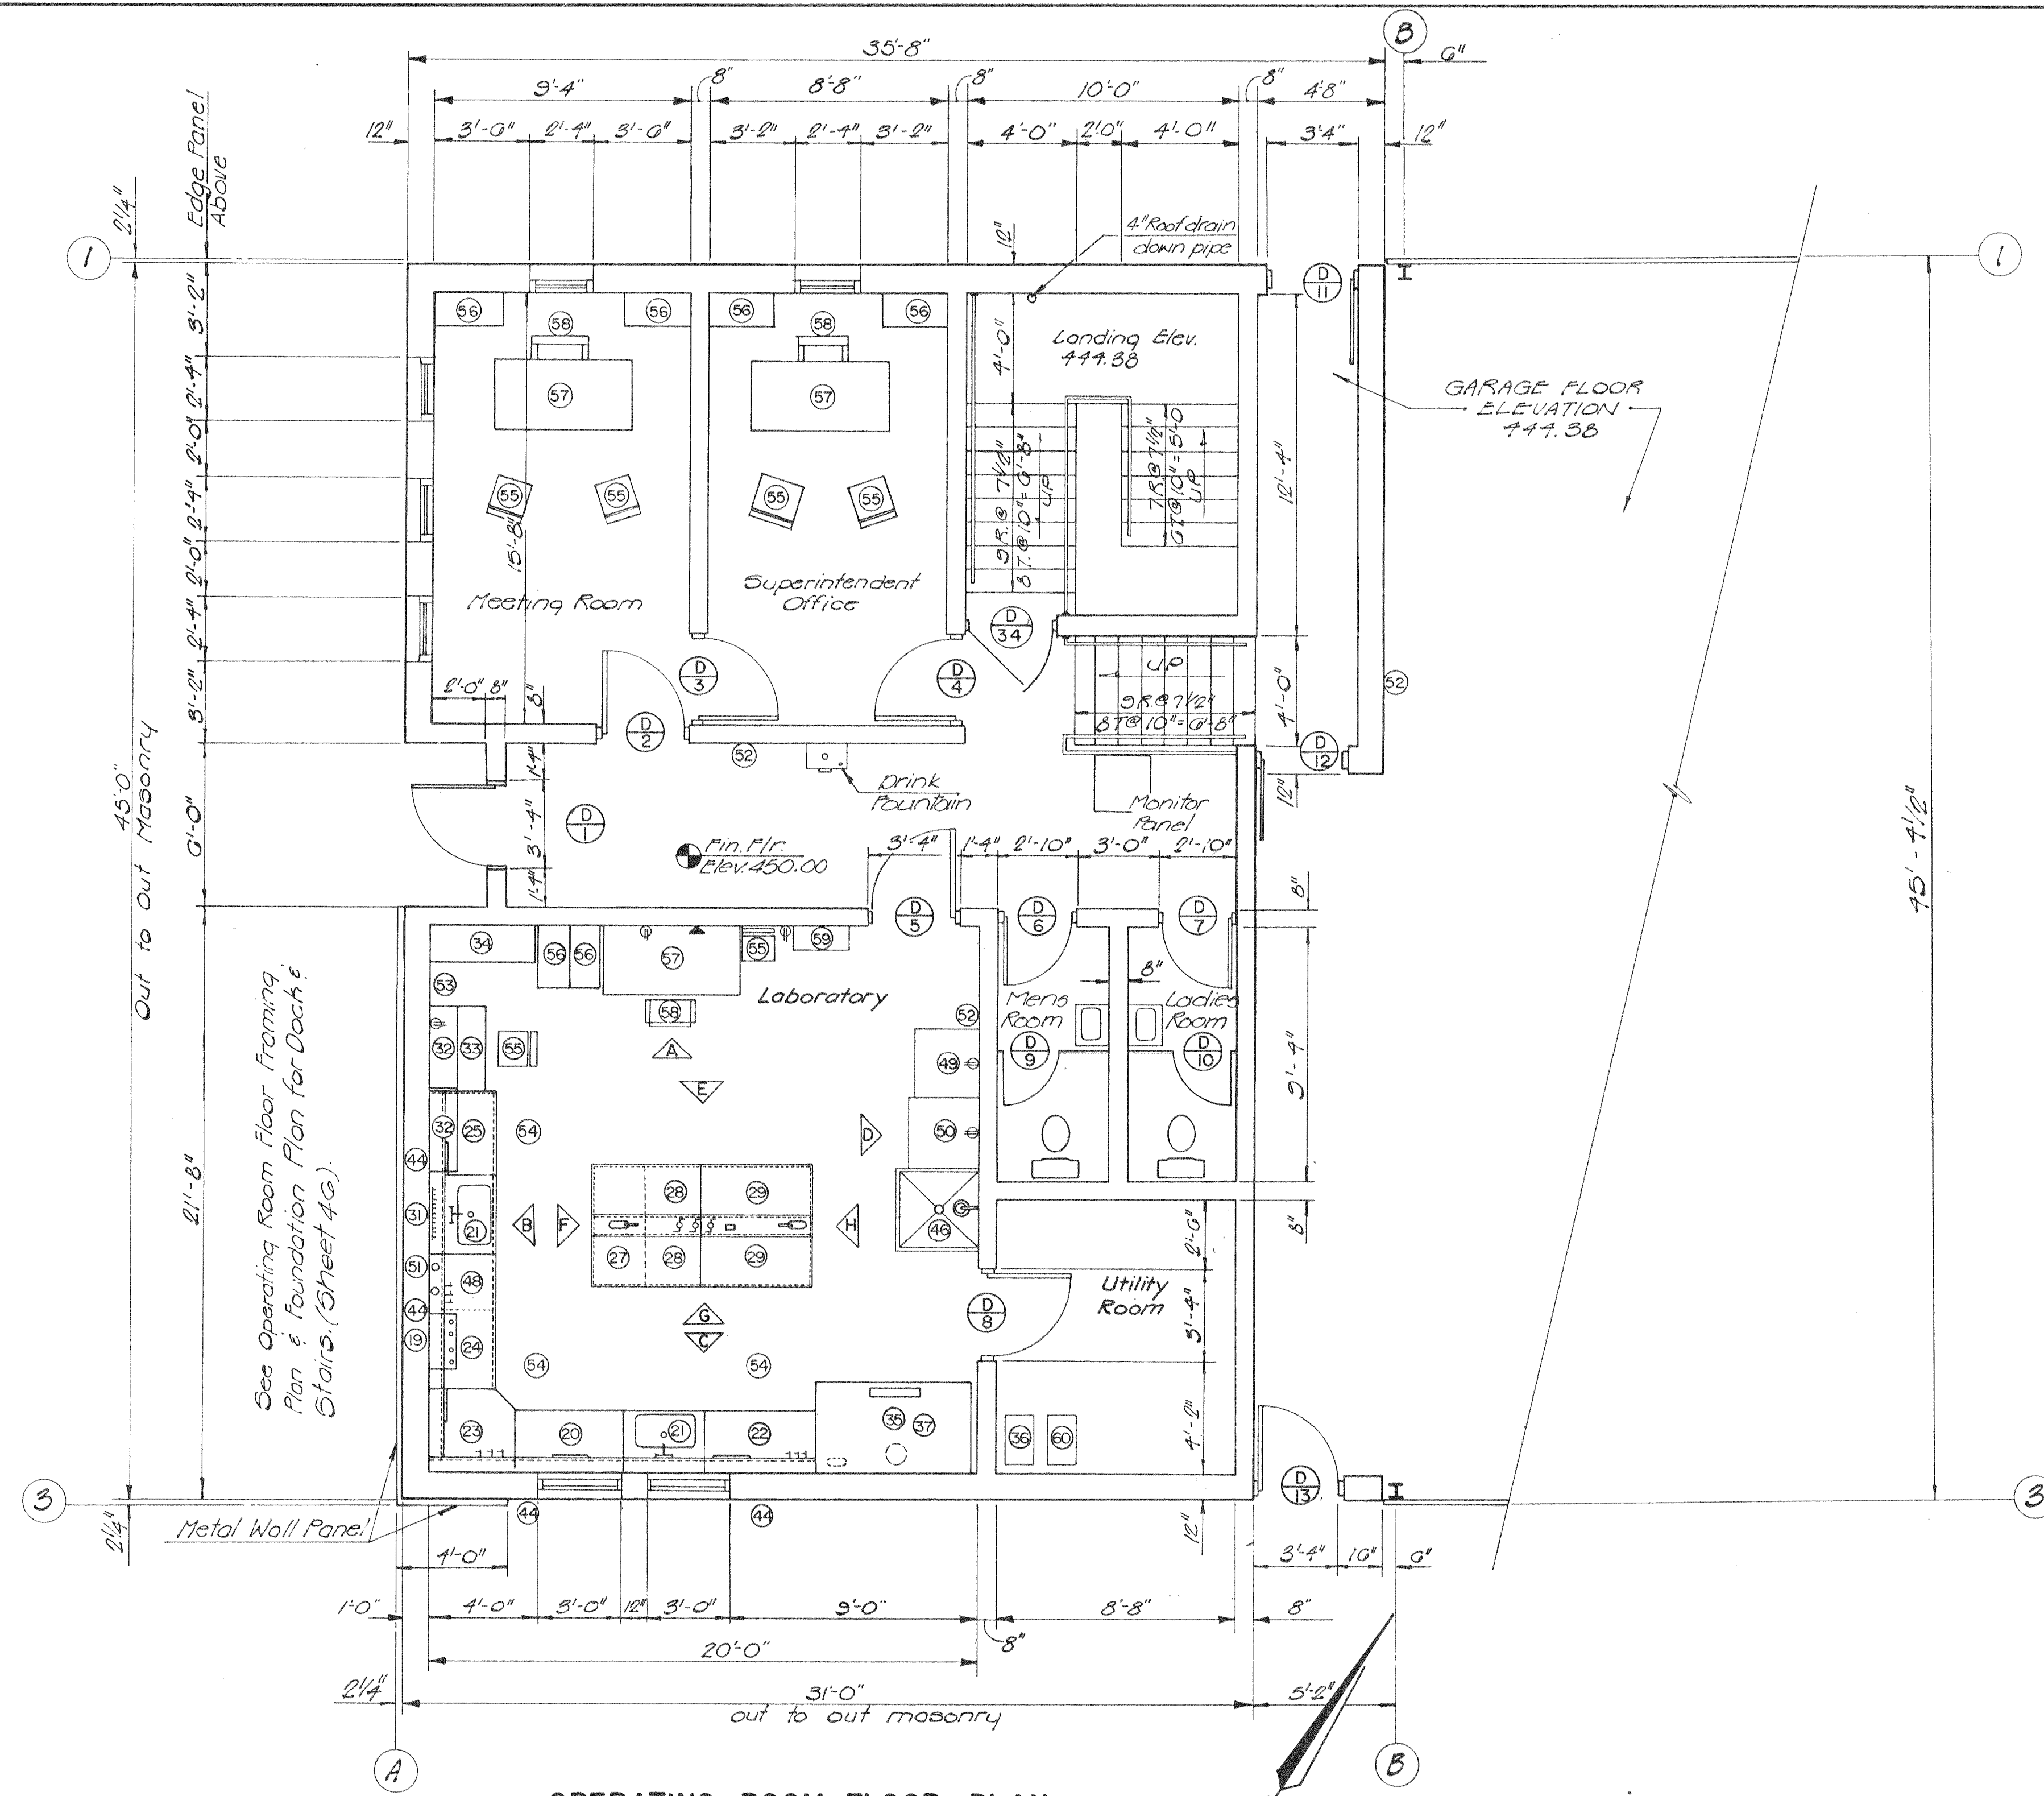 B
35'-8"
6"
9'-4"
8"
8'-8"
8"
10'-0"
8"
4'8"
12"
3'-6"
2'-4"
3'-6"
3'-2"
2'-4"
3'-2"
4'-0"
2'0"
4'-0"
3'4"
12"
Edge Panel
Above
2 1/4"
12"
4" Roof drain
down pipe
1
1
D
11
3'-2"
2'-4"
2'-0"
2'-4"
2'-0"
2'-4"
3'-2"
56
58
56
56
58
56
57
57
4'-0"
Landing Elev.
444.38
GARAGE FLOOR
ELEVATION
444.38
55
55
55
55
15'-8"
9 R. @ 7 1/2"
8 T. @ 10" = 6'-8"
UP
7 R. @ 7 1/2"
6 T @ 10" = 5'-0
UP
12'-4"
Meeting Room
Superintendent
Office
D
34
D
3
D
4
UP
9 R. @ 7 1/2"
8 T @ 10" = 6'-8"
4'-0"
52
2'-0"
8"
8"
D
2
52
D
12
12"
45'-0"
Out to Out Masonry
6'-0"
1'-4"
3'-4"
1'-4"
D
1
Drink
Fountain
Monitor
Panel
Fin. Flr.
Elev. 450.00
3'-4"
1'-4"
2'-10"
3'-0"
2'-10"
45'-4 1/2"
8"
D
5
D
6
D
7
34
56
56
57
55
59
53
Laboratory
58
8"
Mens
Room
Ladies
Room
52
32
33
55
A
E
49
D
9
D
10
9'-4"
See Operating Room Floor Framing
Plan & Foundation Plan for Dock &
Stairs. (Sheet 46).
21'-8"
32
25
54
D
50
44
31
21
B
F
28
29
27
28
29
H
46
8"
2'-6"
51
48
44
19
24
G
C
D
8
Utility
Room
3'-4"
54
54
35
37
4'-2"
23
20
21
22
36
60
3
D
13
3
2 1/4"
Metal Wall Panel
44
44
12"
4'-0"
3'-4"
16"
6"
1'-0"
4'-0"
3'-0"
12"
3'-0"
9'-0"
8'-8"
8"
20'-0"
8"
2 1/4"
31'-0"
out to out masonry
5'-2"
A
B
OPERATING ROOM FLOOR PLAN